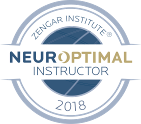 ZENGAR INSTITUTE®
NEUROPTIMAL
INSTRUCTOR
2018